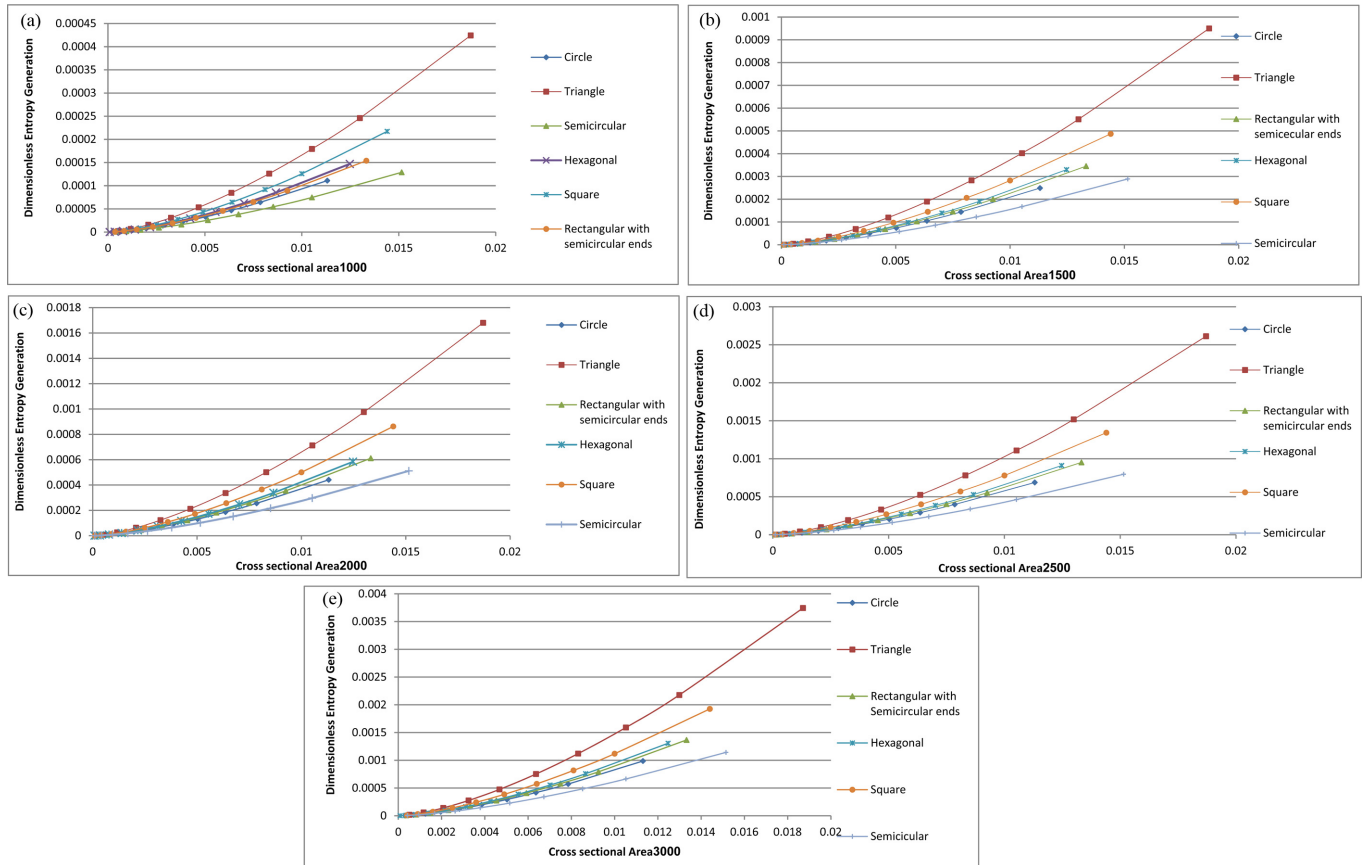 (a)
Dimensionless Entropy Generation
0.00045
0.0004
0.00035
0.0003
0.00025
0.0002
0.00015
0.0001
0.00005
0
0
0.005
0.01
0.015
0.02
Cross sectional area1000
Circle
Triangle
Semicircular
Hexagonal
Square
Rectangular with
semicircular ends
(b)
Dimensionless Entropy Generation
0.001
0.0009
0.0008
0.0007
0.0006
0.0005
0.0004
0.0003
0.0002
0.0001
0
0
0.005
0.01
0.015
0.02
Cross sectional Area1500
Circle
Triangle
Rectangular with
semicecular ends
Hexagonal
Square
Semicircular
(c)
Dimensionless Entropy Generation
0.0018
0.0016
0.0014
0.0012
0.001
0.0008
0.0006
0.0004
0.0002
0
0
0.005
0.01
0.015
0.02
Cross sectional Area2000
Circle
Triangle
Rectangular with
semicircular ends
Hexagonal
Square
Semicircular
(d)
Dimensionless Entropy Generation
0.003
0.0025
0.002
0.0015
0.001
0.0005
0
0
0.005
0.01
0.015
0.02
Cross sectional Area2500
Circle
Triangle
Rectangular with
semicircular ends
Hexagonal
Square
Semicircular
(e)
Dimensionless Entropy Generation
0.004
0.0035
0.003
0.0025
0.002
0.0015
0.001
0.0005
0
0
0.002
0.004
0.006
0.008
0.01
0.012
0.014
0.016
0.018
0.02
Cross sectional Area3000
Circle
Triangle
Rectangular with
Semicircular ends
Hexagonal
Square
Semicicular